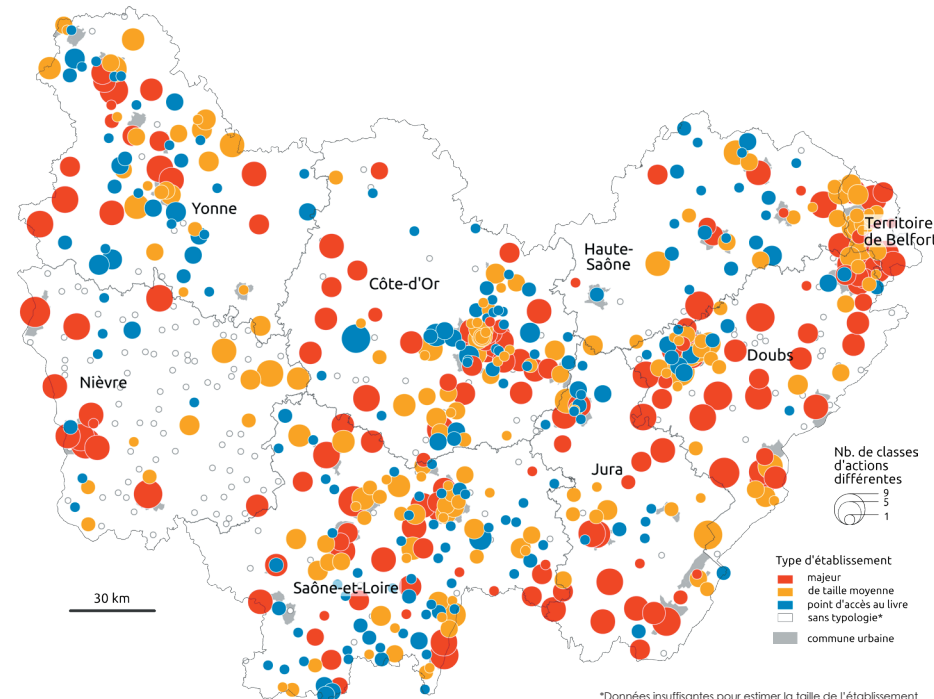 Yonne
Territoire
de Belfort
Haute-
Saône
Côte-d'Or
Doubs
Nièvre
Jura
Nb. de classes
d'actions
différentes
9
5
1
Type d'établissement
majeur
de taille moyenne
point d'accès au livre
sans typologie*
commune urbaine
Saône-et-Loire
30 km
*Données insuffisantes pour estimer la taille de l'établissement